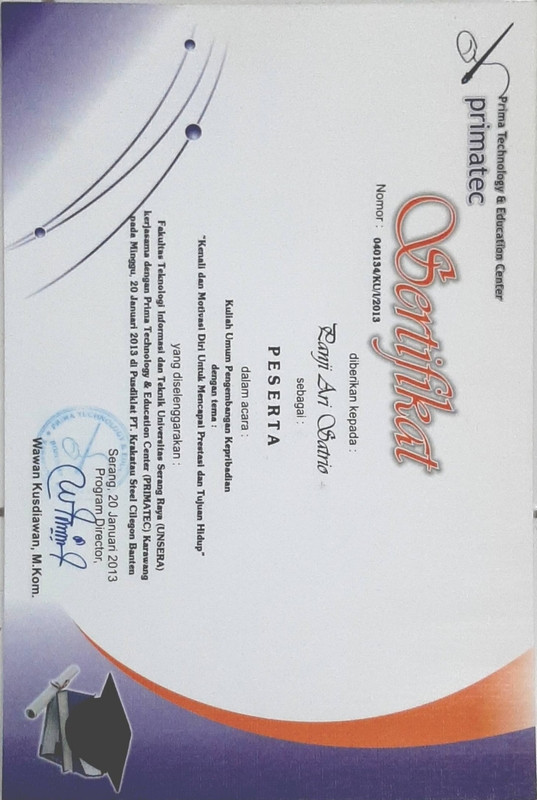 Prima Technology & Education Center
primatec
Sertifikat
Nomor : 040134/KU/I/2013
diberikan kepada :
Panji Ari Satrio
sebagai :
PESERTA
dalam acara :
Kuliah Umum Pengembangan Kepribadian
dengan tema :
"Kenali dan Motivasi Diri Untuk Mencapai Prestasi dan Tujuan Hidup"
yang diselenggarakan :
Fakultas Teknologi Informasi dan Teknik Universitas Serang Raya (UNSERA)
kerjasama dengan Prima Technology & Education Center (PRIMATEC) Karawang
pada Minggu, 20 Januari 2013 di Pusdiklat PT. Krakatau Steel Cilegon Banten
Serang, 20 Januari 2013
Program Director,
PRIMA TECHNOLOGY &
Wawan Kusdiawan, M.Kom.